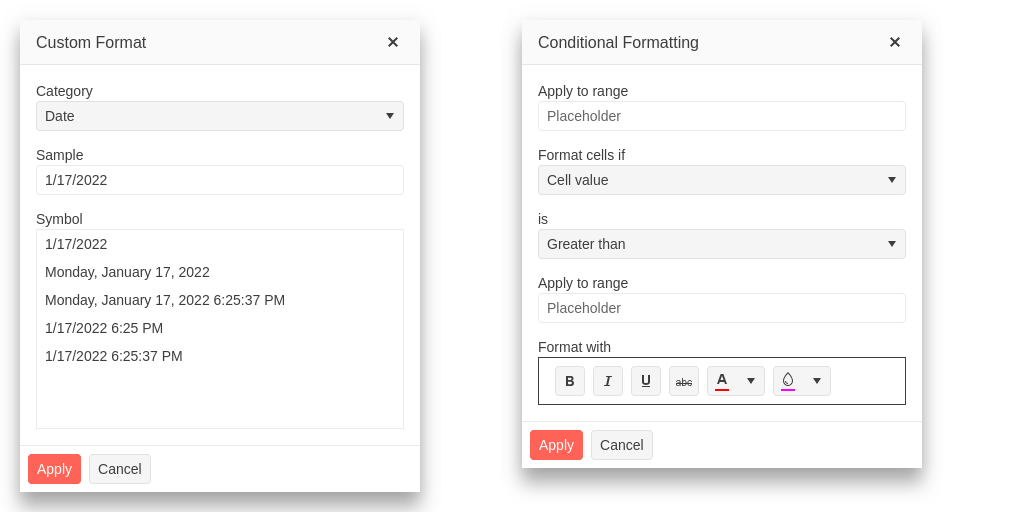 Custom Format
Category
Date
Sample
1/17/2022
Symbol
1/17/2022
Monday, January 17, 2022
Monday, January 17, 2022 6:25:37 PM
1/17/2022 6:25 PM
1/17/2022 6:25:37 PM
Apply Cancel
Conditional Formatting
Apply to range
Placeholder
Format cells if
Cell value
is
Greater than
Apply to range
Placeholder
Format with
B I U abc A
Apply Cancel